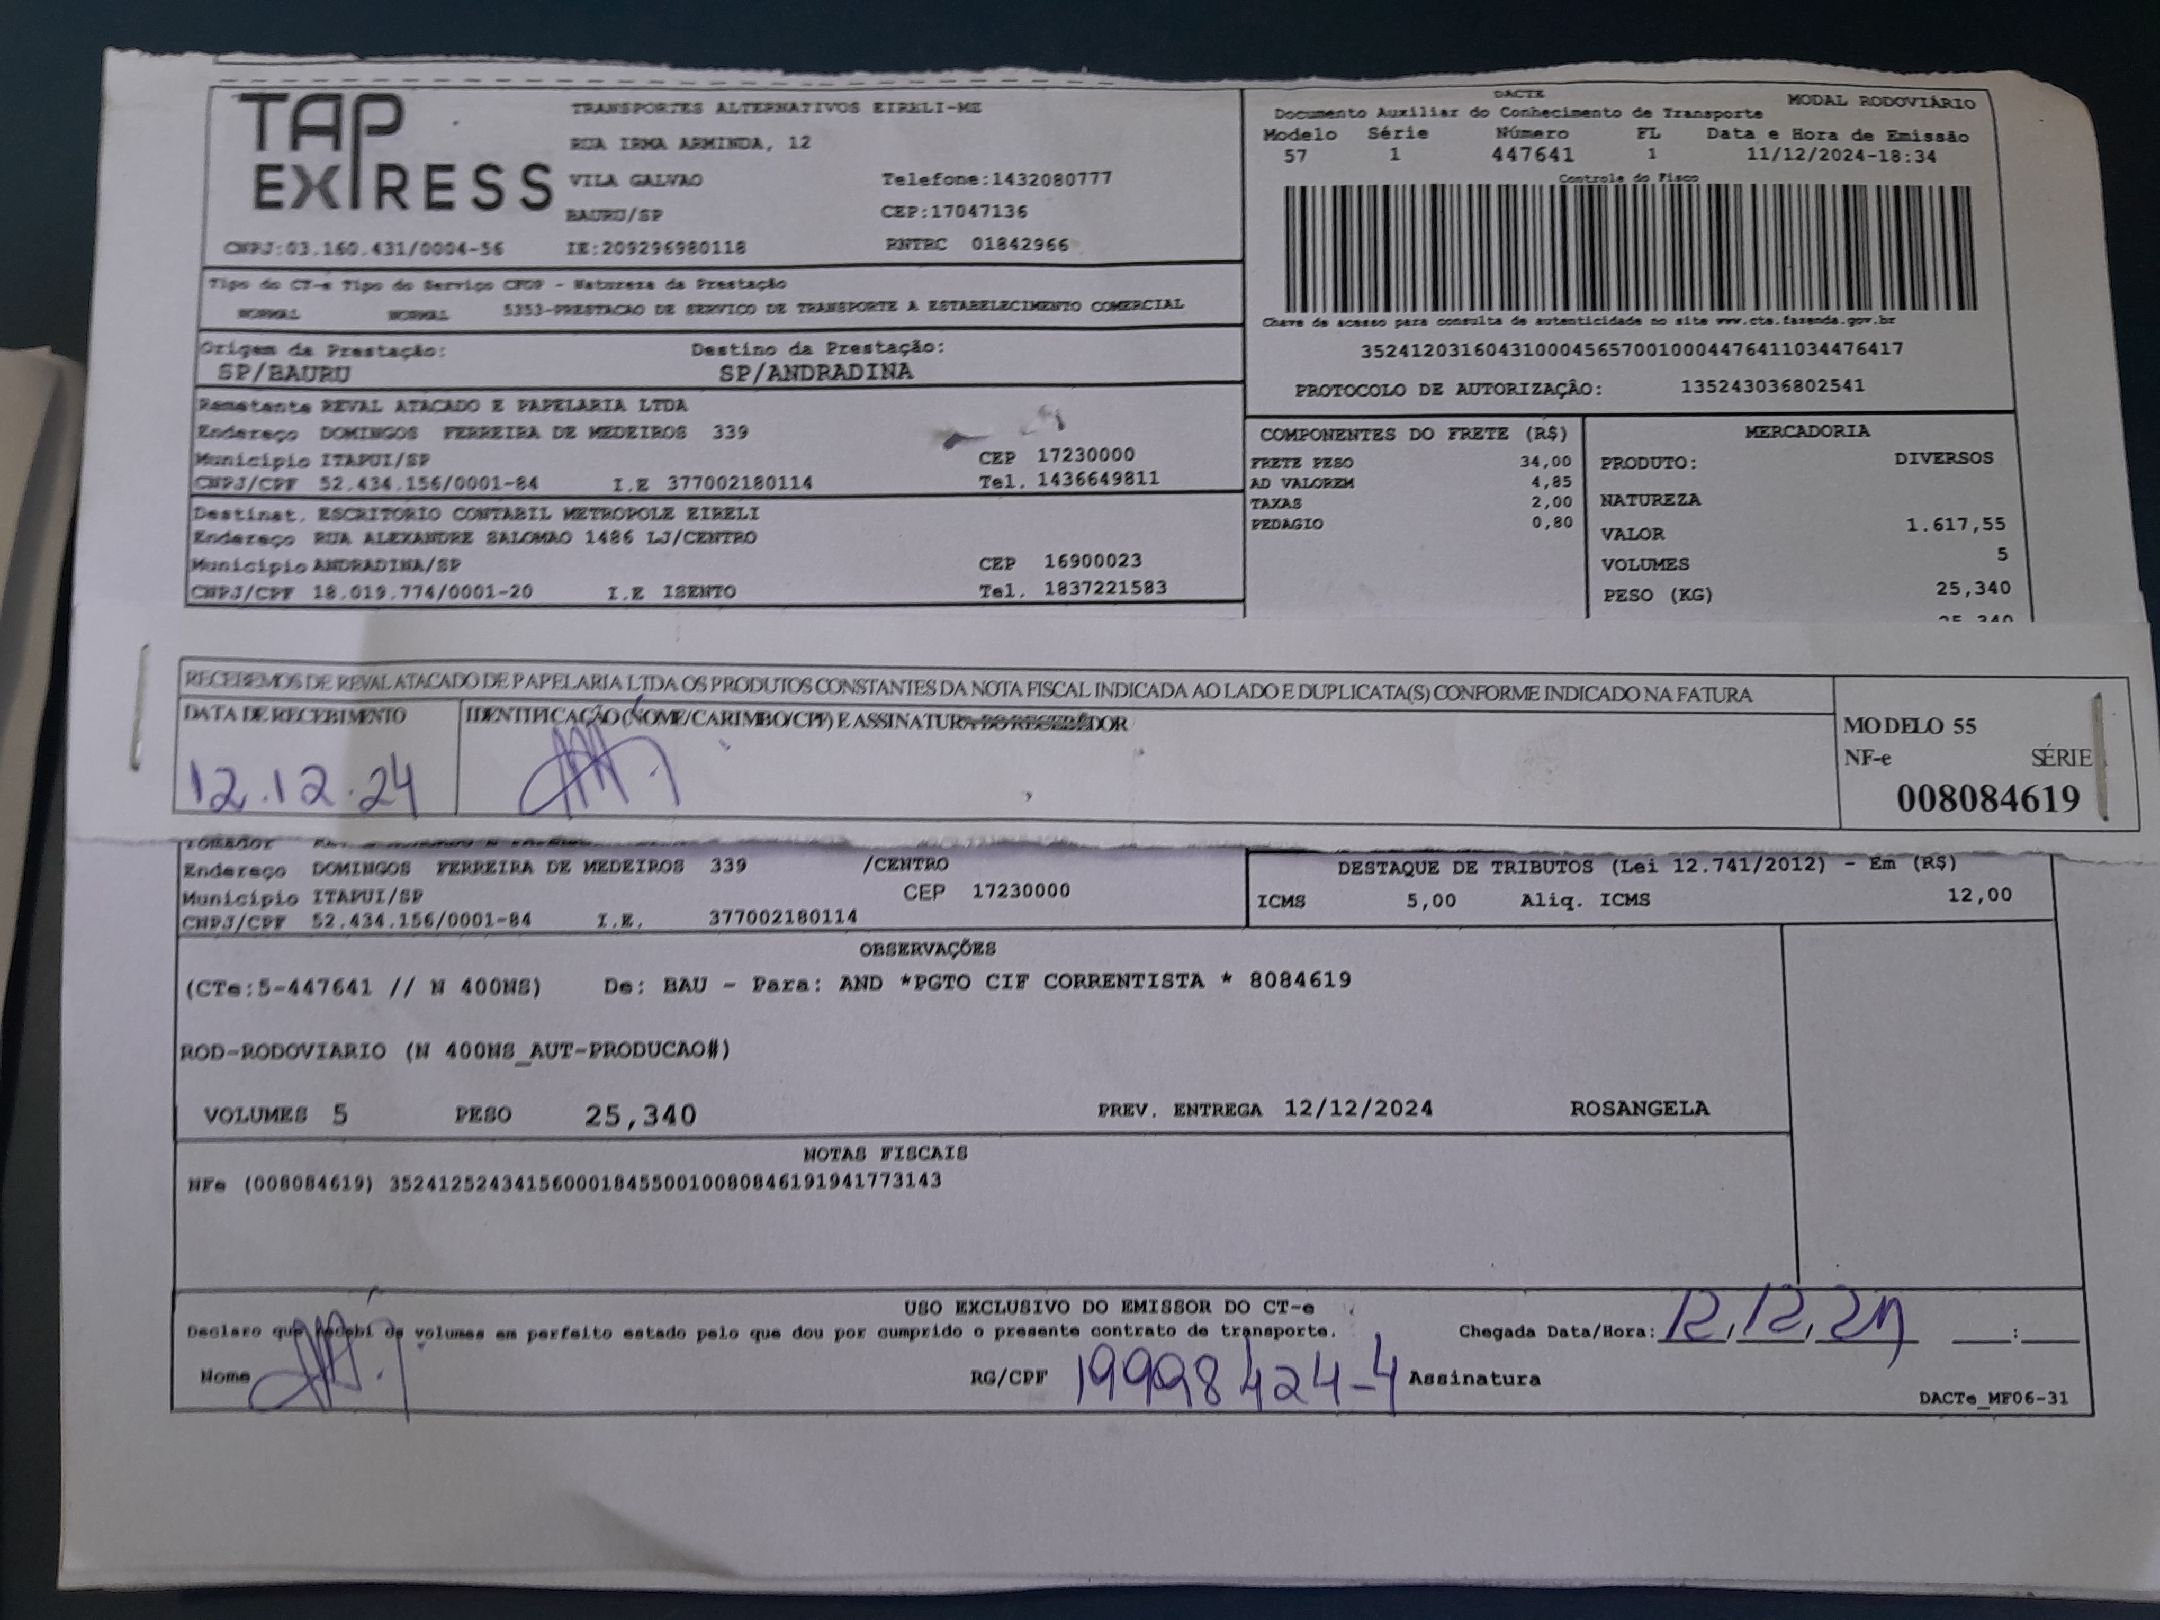 TAP EXPRESS
TRANSPORTES ALTERNATIVOS EIRELI-ME
RUA IRMA ARMINDA, 12
VILA GALVAO Telefone:1432080777
BAURU/SP CEP:17047136
CNPJ:03.160.431/0004-56 IE:209296980118 RNTRC 01842966
DACTE MODAL RODOVIÁRIO
Documento Auxiliar do Conhecimento de Transporte
Modelo Série Número FL Data e Hora de Emissão
57 1 447641 1 11/12/2024-18:34
Controle do Fisco
Chave de acesso para consulta de autenticidade no site www.cte.fazenda.gov.br
35241203160431000456570010004476411034476417
PROTOCOLO DE AUTORIZAÇÃO: 135243036802541
Tipo do CT-e Tipo do Serviço CFOP - Natureza da Prestação
NORMAL NORMAL 5353-PRESTACAO DE SERVICO DE TRANSPORTE A ESTABELECIMENTO COMERCIAL
Origem da Prestação: Destino da Prestação:
SP/BAURU SP/ANDRADINA
Remetente REVAL ATACADO E PAPELARIA LTDA
Endereço DOMINGOS FERREIRA DE MEDEIROS 339
Município ITAPUI/SP CEP 17230000
CNPJ/CPF 52.434.156/0001-84 I.E 377002180114 Tel. 1436649811
Destinat. ESCRITORIO CONTABIL METROPOLE EIRELI
Endereço RUA ALEXANDRE SALOMAO 1486 LJ/CENTRO
Município ANDRADINA/SP CEP 16900023
CNPJ/CPF 18.019.774/0001-20 I.E ISENTO Tel. 1837221583
COMPONENTES DO FRETE (R$)
FRETE PESO 34,00
AD VALOREM 4,85
TAXAS 2,00
PEDAGIO 0,80
MERCADORIA
PRODUTO: DIVERSOS
NATUREZA
VALOR 1.617,55
VOLUMES 5
PESO (KG) 25,340
25,340
RECEBEMOS DE REVAL ATACADO DE PAPELARIA LTDA OS PRODUTOS CONSTANTES DA NOTA FISCAL INDICADA AO LADO E DUPLICATA(S) CONFORME INDICADO NA FATURA
DATA DE RECEBIMENTO IDENTIFICAÇÃO (NOME/CARIMBO/CPF) E ASSINATURA DO RECEBEDOR
12.12.24
MODELO 55
NF-e SÉRIE
008084619
Endereço DOMINGOS FERREIRA DE MEDEIROS 339 /CENTRO
Município ITAPUI/SP CEP 17230000
CNPJ/CPF 52.434.156/0001-84 I.E. 377002180114
DESTAQUE DE TRIBUTOS (Lei 12.741/2012) - Em (R$)
ICMS 5,00 Aliq. ICMS 12,00
OBSERVAÇÕES
(CTe:5-447641 // N 400NS) De: BAU - Para: AND *PGTO CIF CORRENTISTA * 8084619
ROD-RODOVIARIO (N 400NS_AUT-PRODUCAO#)
VOLUMES 5 PESO 25,340 PREV. ENTREGA 12/12/2024 ROSANGELA
NOTAS FISCAIS
NFe (008084619) 35241252434156000184550010080846191941773143
USO EXCLUSIVO DO EMISSOR DO CT-e
Declaro que recebi os volumes em perfeito estado pelo que dou por cumprido o presente contrato de transporte. Chegada Data/Hora: 12/12/24 :
Nome RG/CPF 19998424-4 Assinatura
DACTe_MF06-31